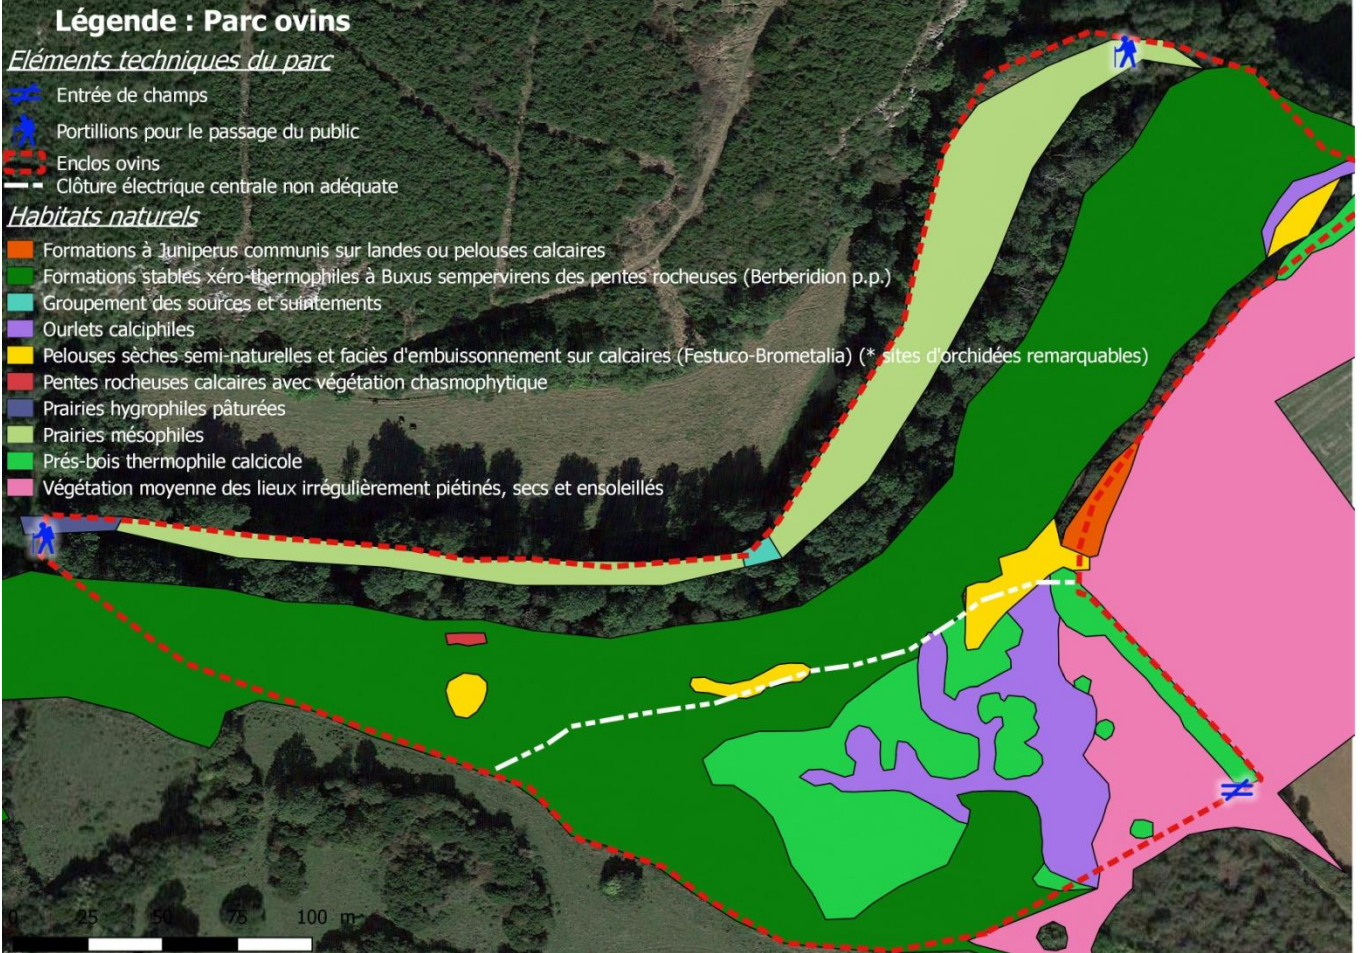 Légende : Parc ovins
Eléments techniques du parc
Entrée de champs
Portillions pour le passage du public
Enclos ovins
Clôture électrique centrale non adéquate
Habitats naturels
Formations à Juniperus communis sur landes ou pelouses calcaires
Formations stables xéro-thermophiles à Buxus sempervirens des pentes rocheuses (Berberidion p.p.)
Groupement des sources et suintements
Ourlets calciphiles
Pelouses sèches semi-naturelles et faciès d'embuissonnement sur calcaires (Festuco-Brometalia) (* sites d'orchidées remarquables)
Pentes rocheuses calcaires avec végétation chasmophytique
Prairies hygrophiles pâturées
Prairies mésophiles
Prés-bois thermophile calcicole
Végétation moyenne des lieux irrégulièrement piétinés, secs et ensoleillés
0 25 50 75 100 m